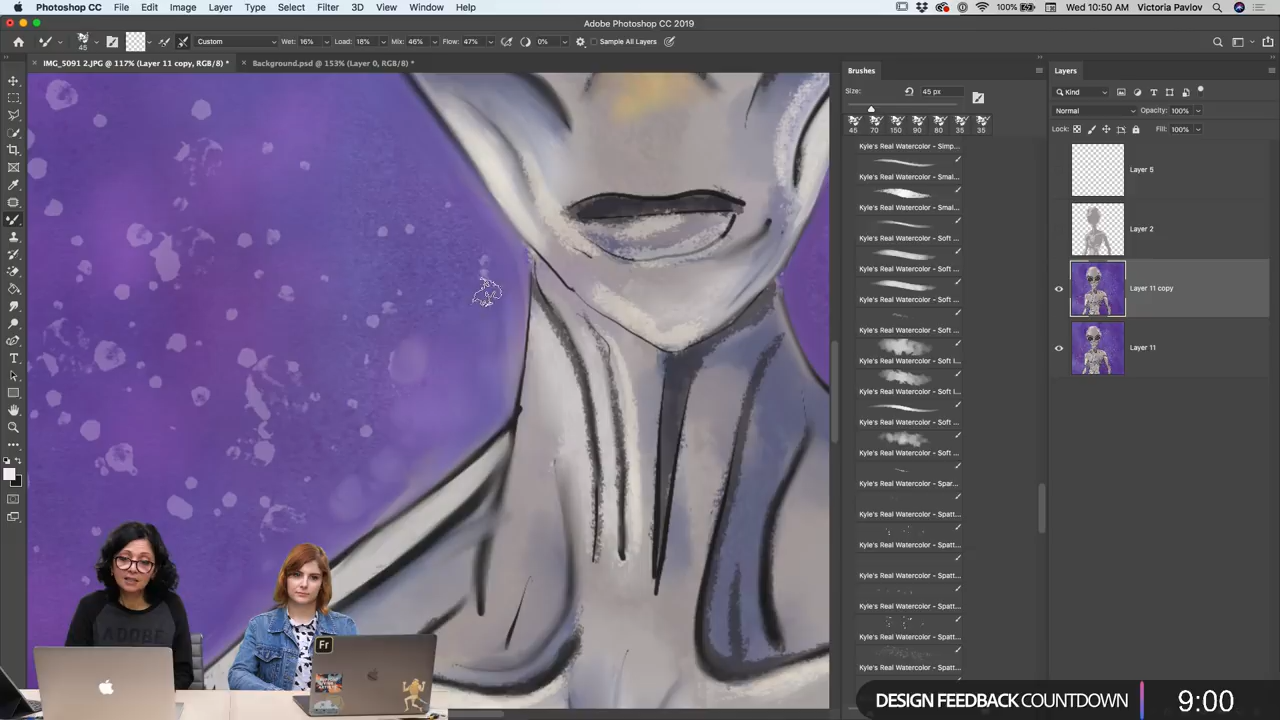 Photoshop CC File Edit Image Layer Type Select Filter 3D View Window Help 100% Wed 10:50 AM Victoria Pavlov
Adobe Photoshop CC 2019
45 Custom Wet: 16% Load: 18% Mix: 46% Flow: 47% 0% Sample All Layers
IMG_5091 2.JPG @ 117% (Layer 11 copy, RGB/8) * Background.psd @ 153% (Layer 0, RGB/8) *
Brushes
Size: 45 px
45 70 150 90 80 35 35
Kyle's Real Watercolor - Simp...
Kyle's Real Watercolor - Smal...
Kyle's Real Watercolor - Smal...
Kyle's Real Watercolor - Soft ...
Kyle's Real Watercolor - Soft ...
Kyle's Real Watercolor - Soft ...
Kyle's Real Watercolor - Soft ...
Kyle's Real Watercolor - Soft i...
Kyle's Real Watercolor - Soft i...
Kyle's Real Watercolor - Soft ...
Kyle's Real Watercolor - Soft ...
Kyle's Real Watercolor - Spar...
Kyle's Real Watercolor - Spatt...
Kyle's Real Watercolor - Spatt...
Kyle's Real Watercolor - Spatt...
Kyle's Real Watercolor - Spatt...
Kyle's Real Watercolor - Spatt...
Kyle's Real Watercolor - Spatt...
Layers
Kind
Normal Opacity: 100%
Lock: Fill: 100%
Layer 5
Layer 2
Layer 11 copy
Layer 11
ADOBE
Fr
DESIGN FEEDBACK COUNTDOWN 9:00